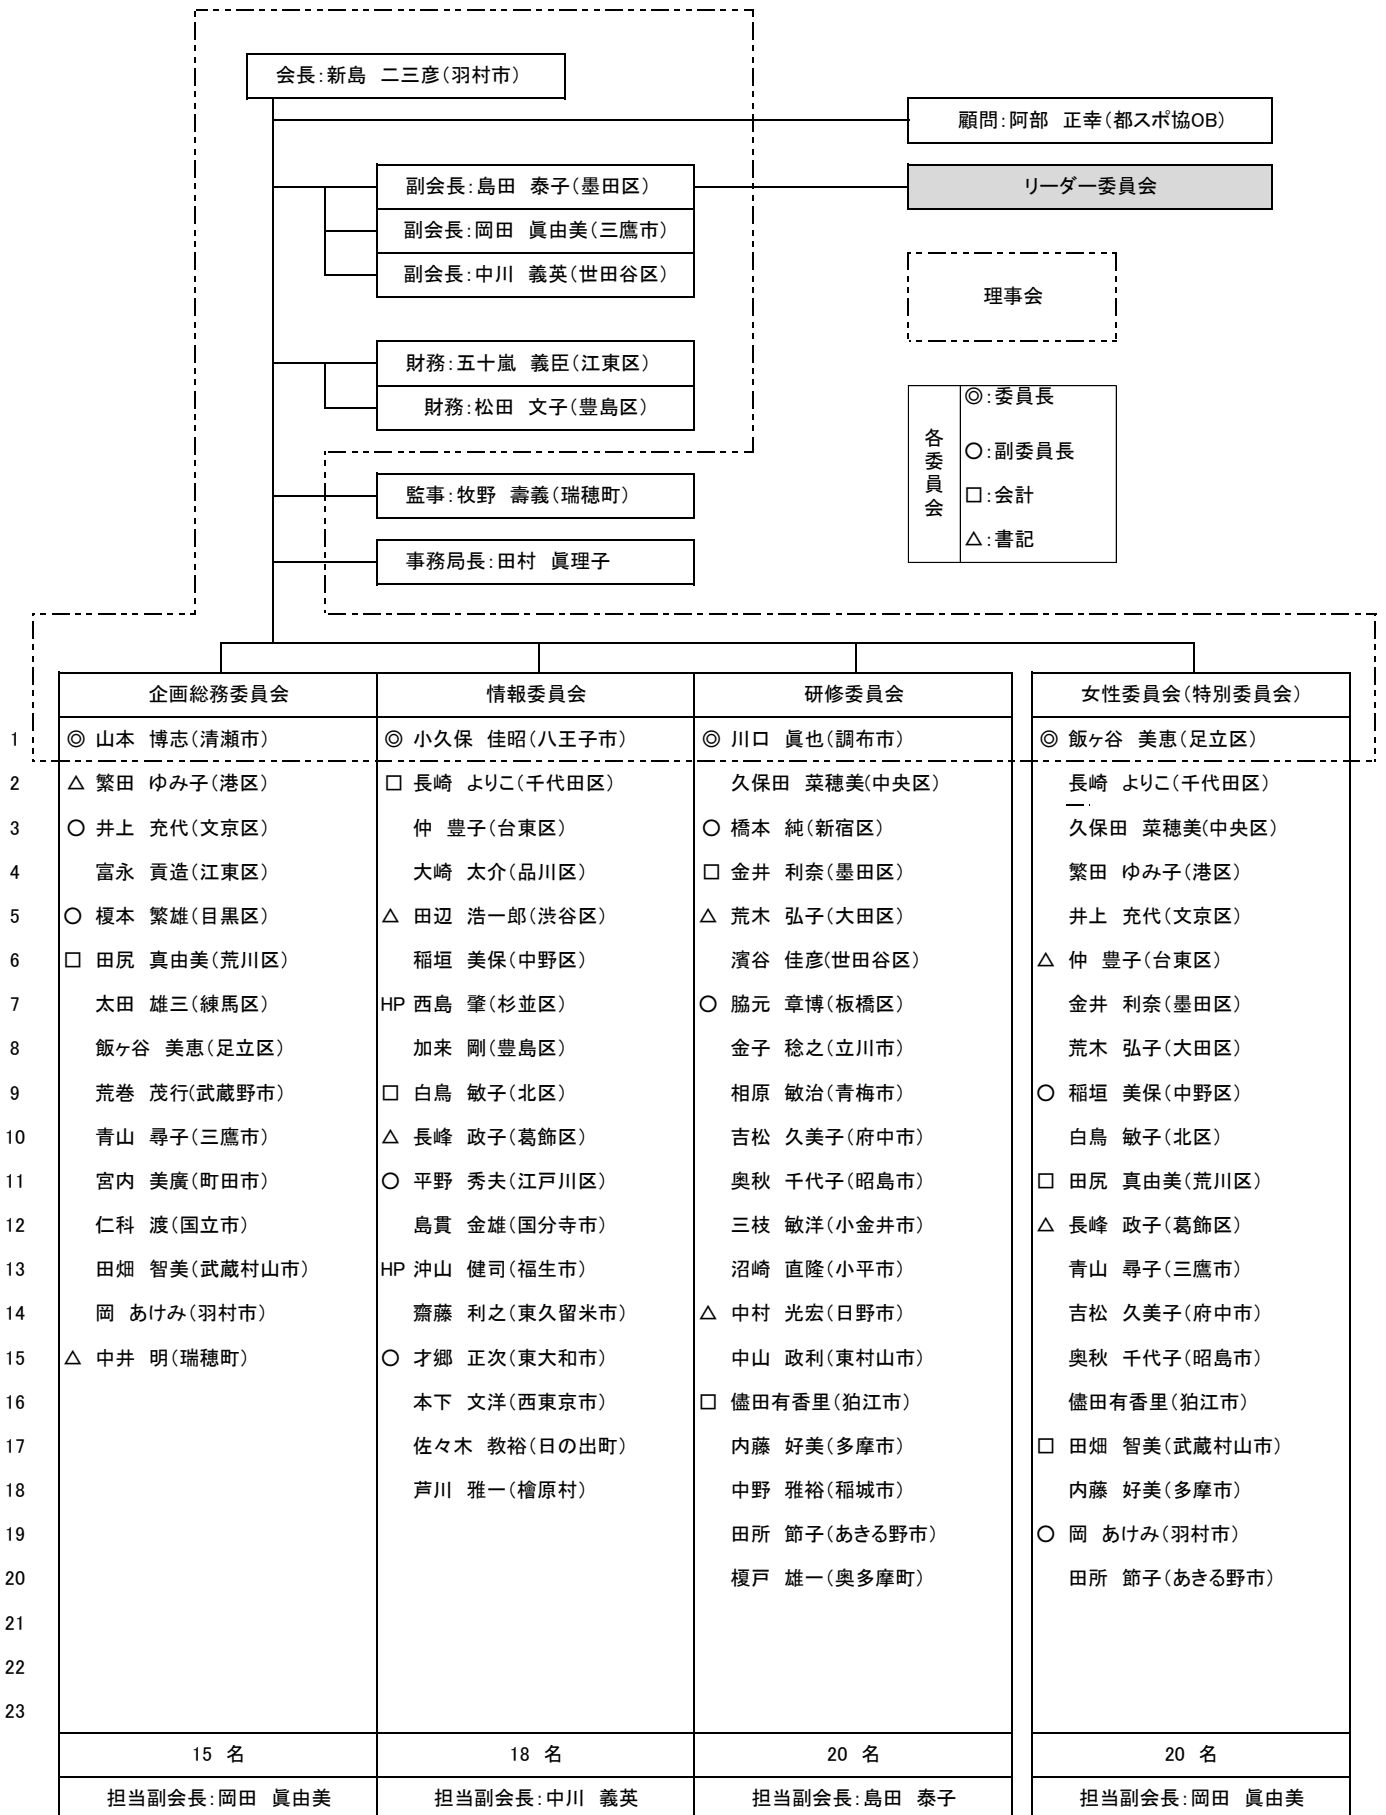 会長:新島 二三彦(羽村市)
顧問:阿部 正幸(都スポ協OB)
副会長:島田 泰子(墨田区)
リーダー委員会
副会長:岡田 眞由美(三鷹市)
副会長:中川 義英(世田谷区)
理事会
財務:五十嵐 義臣(江東区)
財務:松田 文子(豊島区)
各委員会
◎:委員長
○:副委員長
□:会計
△:書記
監事:牧野 壽義(瑞穂町)
事務局長:田村 眞理子
企画総務委員会 情報委員会 研修委員会 女性委員会(特別委員会)
1 ◎ 山本 博志(清瀬市) ◎ 小久保 佳昭(八王子市) ◎ 川口 眞也(調布市) ◎ 飯ヶ谷 美恵(足立区)
2 △ 繁田 ゆみ子(港区) □ 長崎 よりこ(千代田区) 久保田 菜穂美(中央区) 長崎 よりこ(千代田区)
3 ○ 井上 充代(文京区) 仲 豊子(台東区) ○ 橋本 純(新宿区) 久保田 菜穂美(中央区)
4 富永 貢造(江東区) 大崎 太介(品川区) □ 金井 利奈(墨田区) 繁田 ゆみ子(港区)
5 ○ 榎本 繁雄(目黒区) △ 田辺 浩一郎(渋谷区) △ 荒木 弘子(大田区) 井上 充代(文京区)
6 □ 田尻 真由美(荒川区) 稲垣 美保(中野区) 濱谷 佳彦(世田谷区) △ 仲 豊子(台東区)
7 太田 雄三(練馬区) HP 西島 肇(杉並区) ○ 脇元 章博(板橋区) 金井 利奈(墨田区)
8 飯ヶ谷 美恵(足立区) 加来 剛(豊島区) 金子 稔之(立川市) 荒木 弘子(大田区)
9 荒巻 茂行(武蔵野市) □ 白鳥 敏子(北区) 相原 敏治(青梅市) ○ 稲垣 美保(中野区)
10 青山 尋子(三鷹市) △ 長峰 政子(葛飾区) 吉松 久美子(府中市) 白鳥 敏子(北区)
11 宮内 美廣(町田市) ○ 平野 秀夫(江戸川区) 奥秋 千代子(昭島市) □ 田尻 真由美(荒川区)
12 仁科 渡(国立市) 島貫 金雄(国分寺市) 三枝 敏洋(小金井市) △ 長峰 政子(葛飾区)
13 田畑 智美(武蔵村山市) HP 沖山 健司(福生市) 沼崎 直隆(小平市) 青山 尋子(三鷹市)
14 岡 あけみ(羽村市) 齋藤 利之(東久留米市) △ 中村 光宏(日野市) 吉松 久美子(府中市)
15 △ 中井 明(瑞穂町) ○ 才郷 正次(東大和市) 中山 政利(東村山市) 奥秋 千代子(昭島市)
16 本下 文洋(西東京市) □ 儘田有香里(狛江市) 儘田有香里(狛江市)
17 佐々木 教裕(日の出町) 内藤 好美(多摩市) □ 田畑 智美(武蔵村山市)
18 芦川 雅一(檜原村) 中野 雅裕(稲城市) 内藤 好美(多摩市)
19 田所 節子(あきる野市) ○ 岡 あけみ(羽村市)
20 榎戸 雄一(奥多摩町) 田所 節子(あきる野市)
21
22
23
15 名 18 名 20 名 20 名
担当副会長:岡田 眞由美 担当副会長:中川 義英 担当副会長:島田 泰子 担当副会長:岡田 眞由美